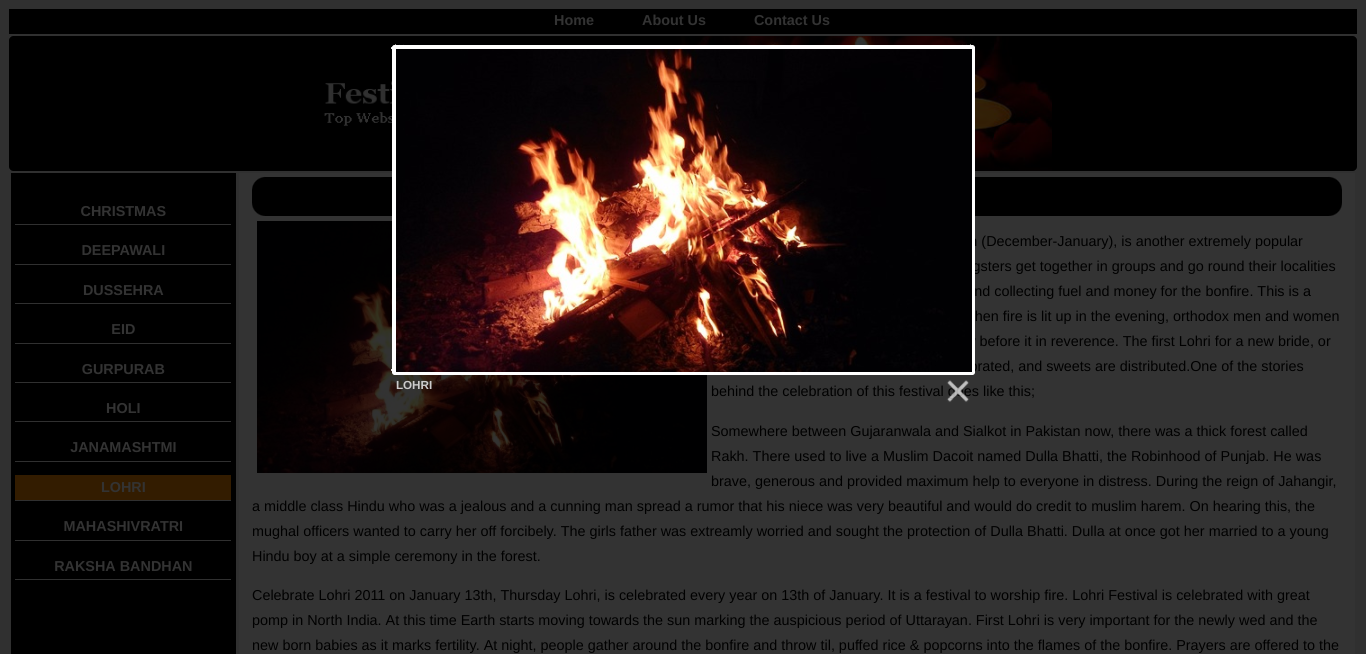 Home About Us Contact Us
Fest
Top Webs
CHRISTMAS
DEEPAWALI
DUSSEHRA
EID
GURPURAB
HOLI
JANAMASHTMI
LOHRI
MAHASHIVRATRI
RAKSHA BANDHAN
LOHRI
(December-January), is another extremely popular
get together in groups and go round their localities
collecting fuel and money for the bonfire. This is a
fire is lit up in the evening, orthodox men and women
before it in reverence. The first Lohri for a new bride, or
and sweets are distributed.One of the stories
behind the celebration of this festival goes like this;
Somewhere between Gujaranwala and Sialkot in Pakistan now, there was a thick forest called
Rakh. There used to live a Muslim Dacoit named Dulla Bhatti, the Robinhood of Punjab. He was
brave, generous and provided maximum help to everyone in distress. During the reign of Jahangir,
a middle class Hindu who was a jealous and a cunning man spread a rumor that his niece was very beautiful and would do credit to muslim harem. On hearing this, the
mughal officers wanted to carry her off forcibely. The girls father was extreamly worried and sought the protection of Dulla Bhatti. Dulla at once got her married to a young
Hindu boy at a simple ceremony in the forest.
Celebrate Lohri 2011 on January 13th, Thursday Lohri, is celebrated every year on 13th of January. It is a festival to worship fire. Lohri Festival is celebrated with great
pomp in North India. At this time Earth starts moving towards the sun marking the auspicious period of Uttarayan. First Lohri is very important for the newly wed and the
new born babies as it marks fertility. At night, people gather around the bonfire and throw til, puffed rice & popcorns into the flames of the bonfire. Prayers are offered to the